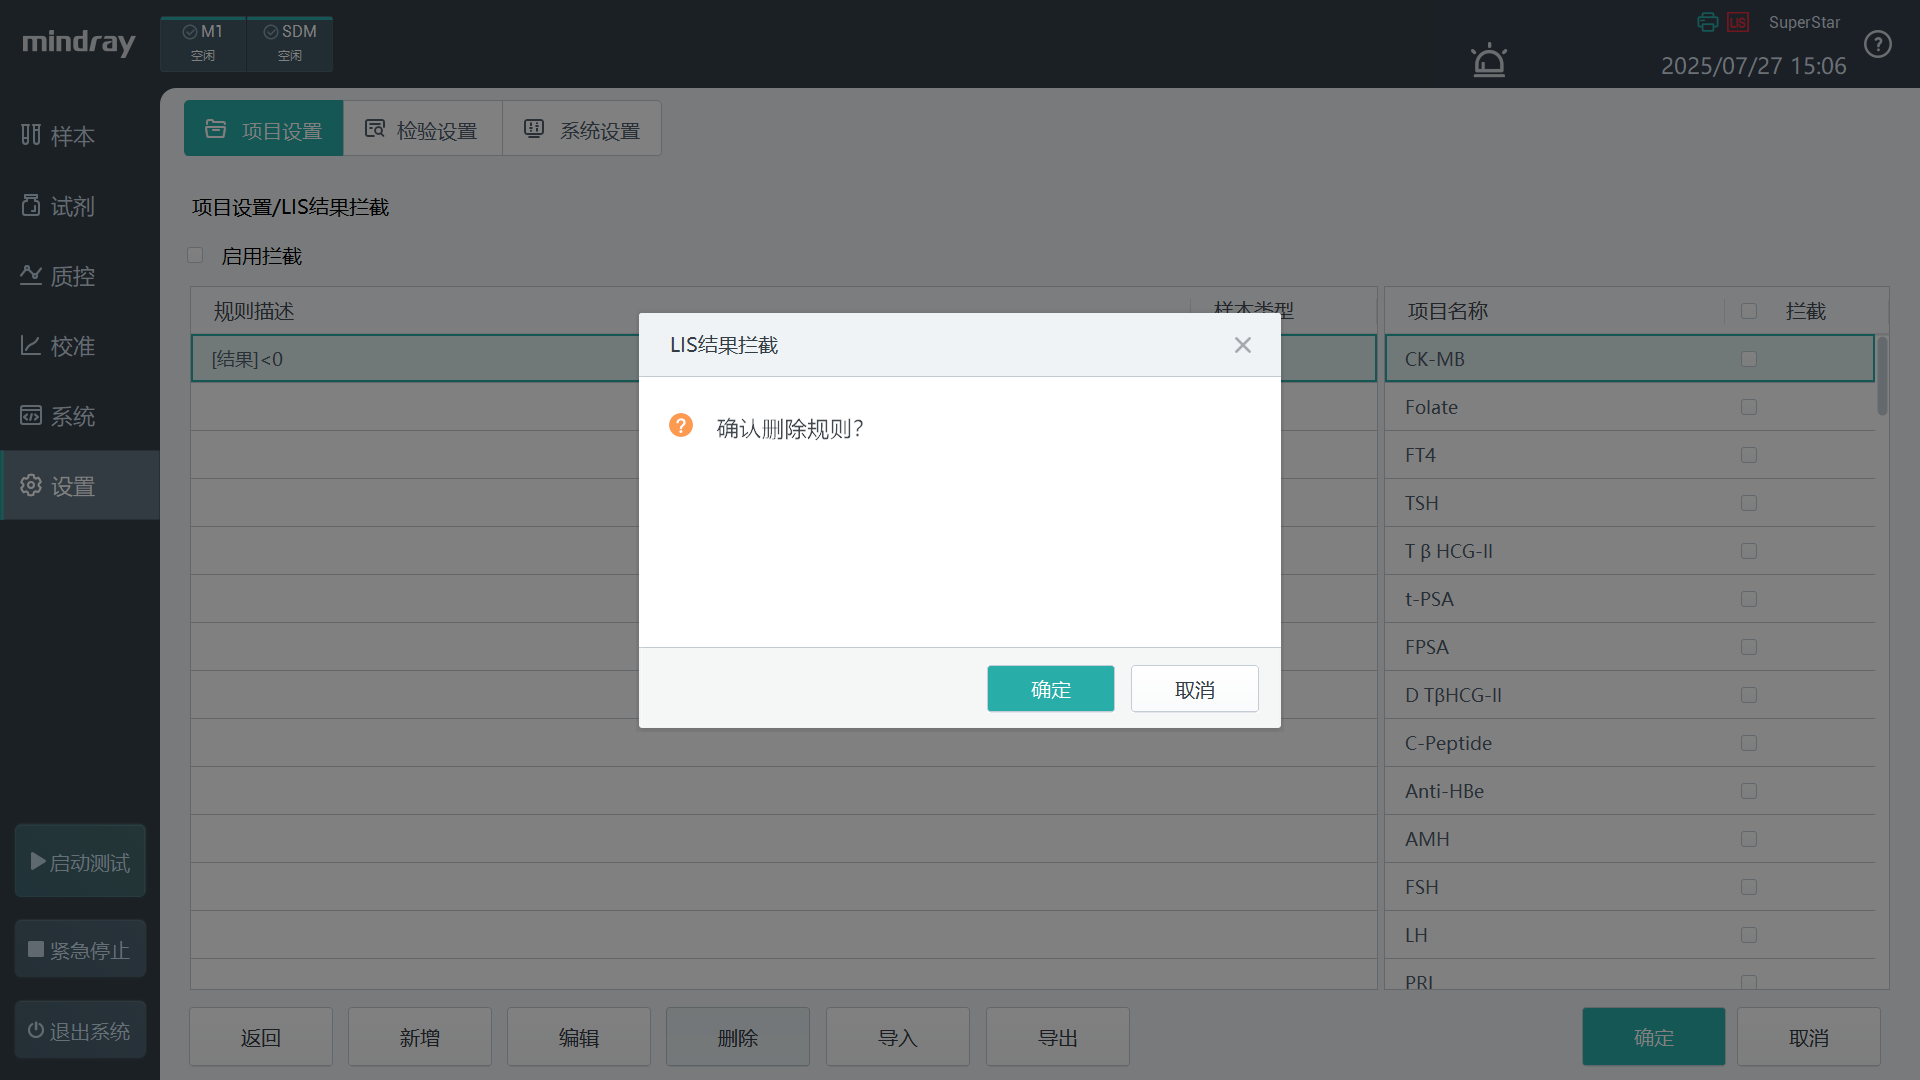 mindray
M1
空闲
SDM
空闲
LIS
SuperStar
2025/07/27 15:06
样本
试剂
质控
校准
系统
设置
启动测试
紧急停止
退出系统
项目设置
检验设置
系统设置
项目设置/LIS结果拦截
启用拦截
规则描述
样本类型
[结果]<0
项目名称
拦截
CK-MB
Folate
FT4
TSH
T β HCG-II
t-PSA
FPSA
D TβHCG-II
C-Peptide
Anti-HBe
AMH
FSH
LH
PRL
LIS结果拦截
确认删除规则?
确定
取消
返回
新增
编辑
删除
导入
导出
确定
取消